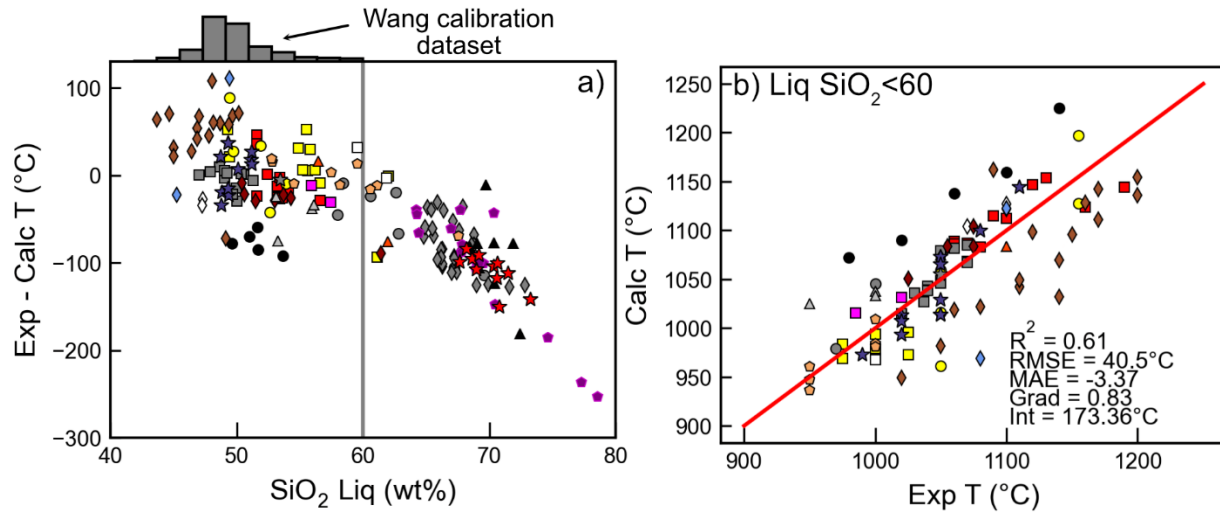 Wang calibration
dataset
a)
100
0
−100
−200
−300
Exp - Calc T (°C)
40
50
60
70
80
SiO2 Liq (wt%)
b) Liq SiO2<60
1250
1200
1150
1100
1050
1000
950
900
Calc T (°C)
R2 = 0.61
RMSE = 40.5°C
MAE = -3.37
Grad = 0.83
Int = 173.36°C
900
1000
1100
1200
Exp T (°C)